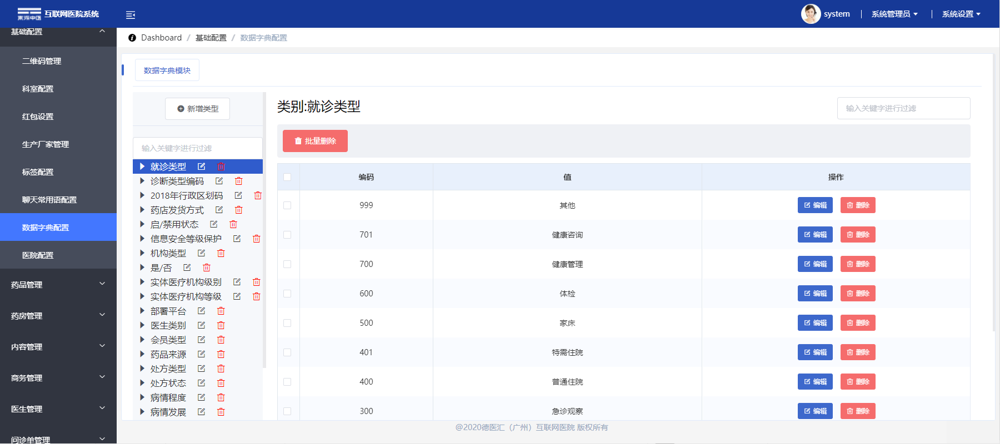 東源中医 互联网医院系统
system 系统管理员 系统设置
基础配置
二维码管理
科室配置
红包设置
生产厂家管理
标签配置
聊天常用语配置
数据字典配置
医院配置
药品管理
药房管理
内容管理
商务管理
医生管理
问诊单管理
Dashboard / 基础配置 / 数据字典配置
数据字典模块
新增类型
输入关键字进行过滤
就诊类型
诊断类型编码
2018年行政区划码
药店发货方式
启/禁用状态
信息安全等级保护
机构类型
是/否
实体医疗机构级别
实体医疗机构等级
部署平台
医生类别
会员类型
药品来源
处方类型
处方状态
病情程度
病情发展
类别:就诊类型
输入关键字进行过滤
批量删除
编码 值 操作
999 其他 编辑 删除
701 健康咨询 编辑 删除
700 健康管理 编辑 删除
600 体检 编辑 删除
500 家床 编辑 删除
401 特需住院 编辑 删除
400 普通住院 编辑 删除
300 急诊观察 编辑 删除
@2020德医汇（广州）互联网医院 版权所有